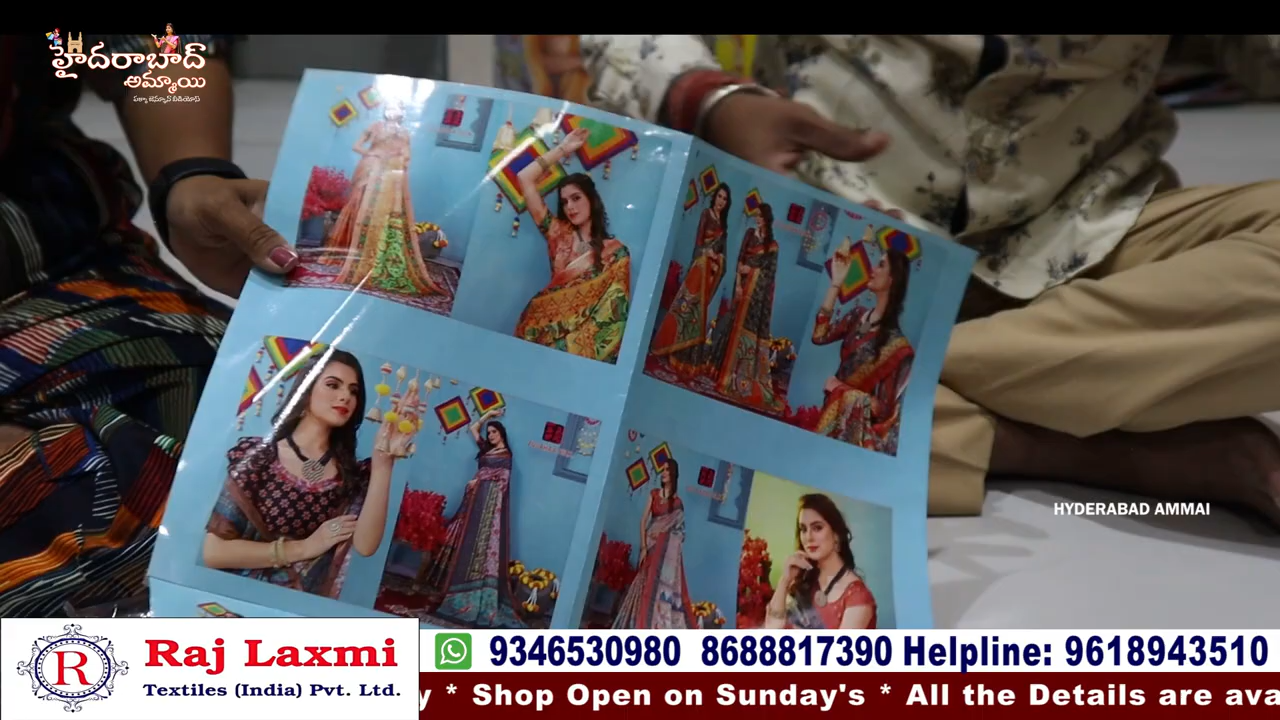 హైదరాబాద్
అమ్మాయి
HYDERABAD AMMAI
R
Raj Laxmi
Textiles (India) Pvt. Ltd.
9346530980 8688817390 Helpline: 9618943510
y * Shop Open on Sunday's * All the Details are ava